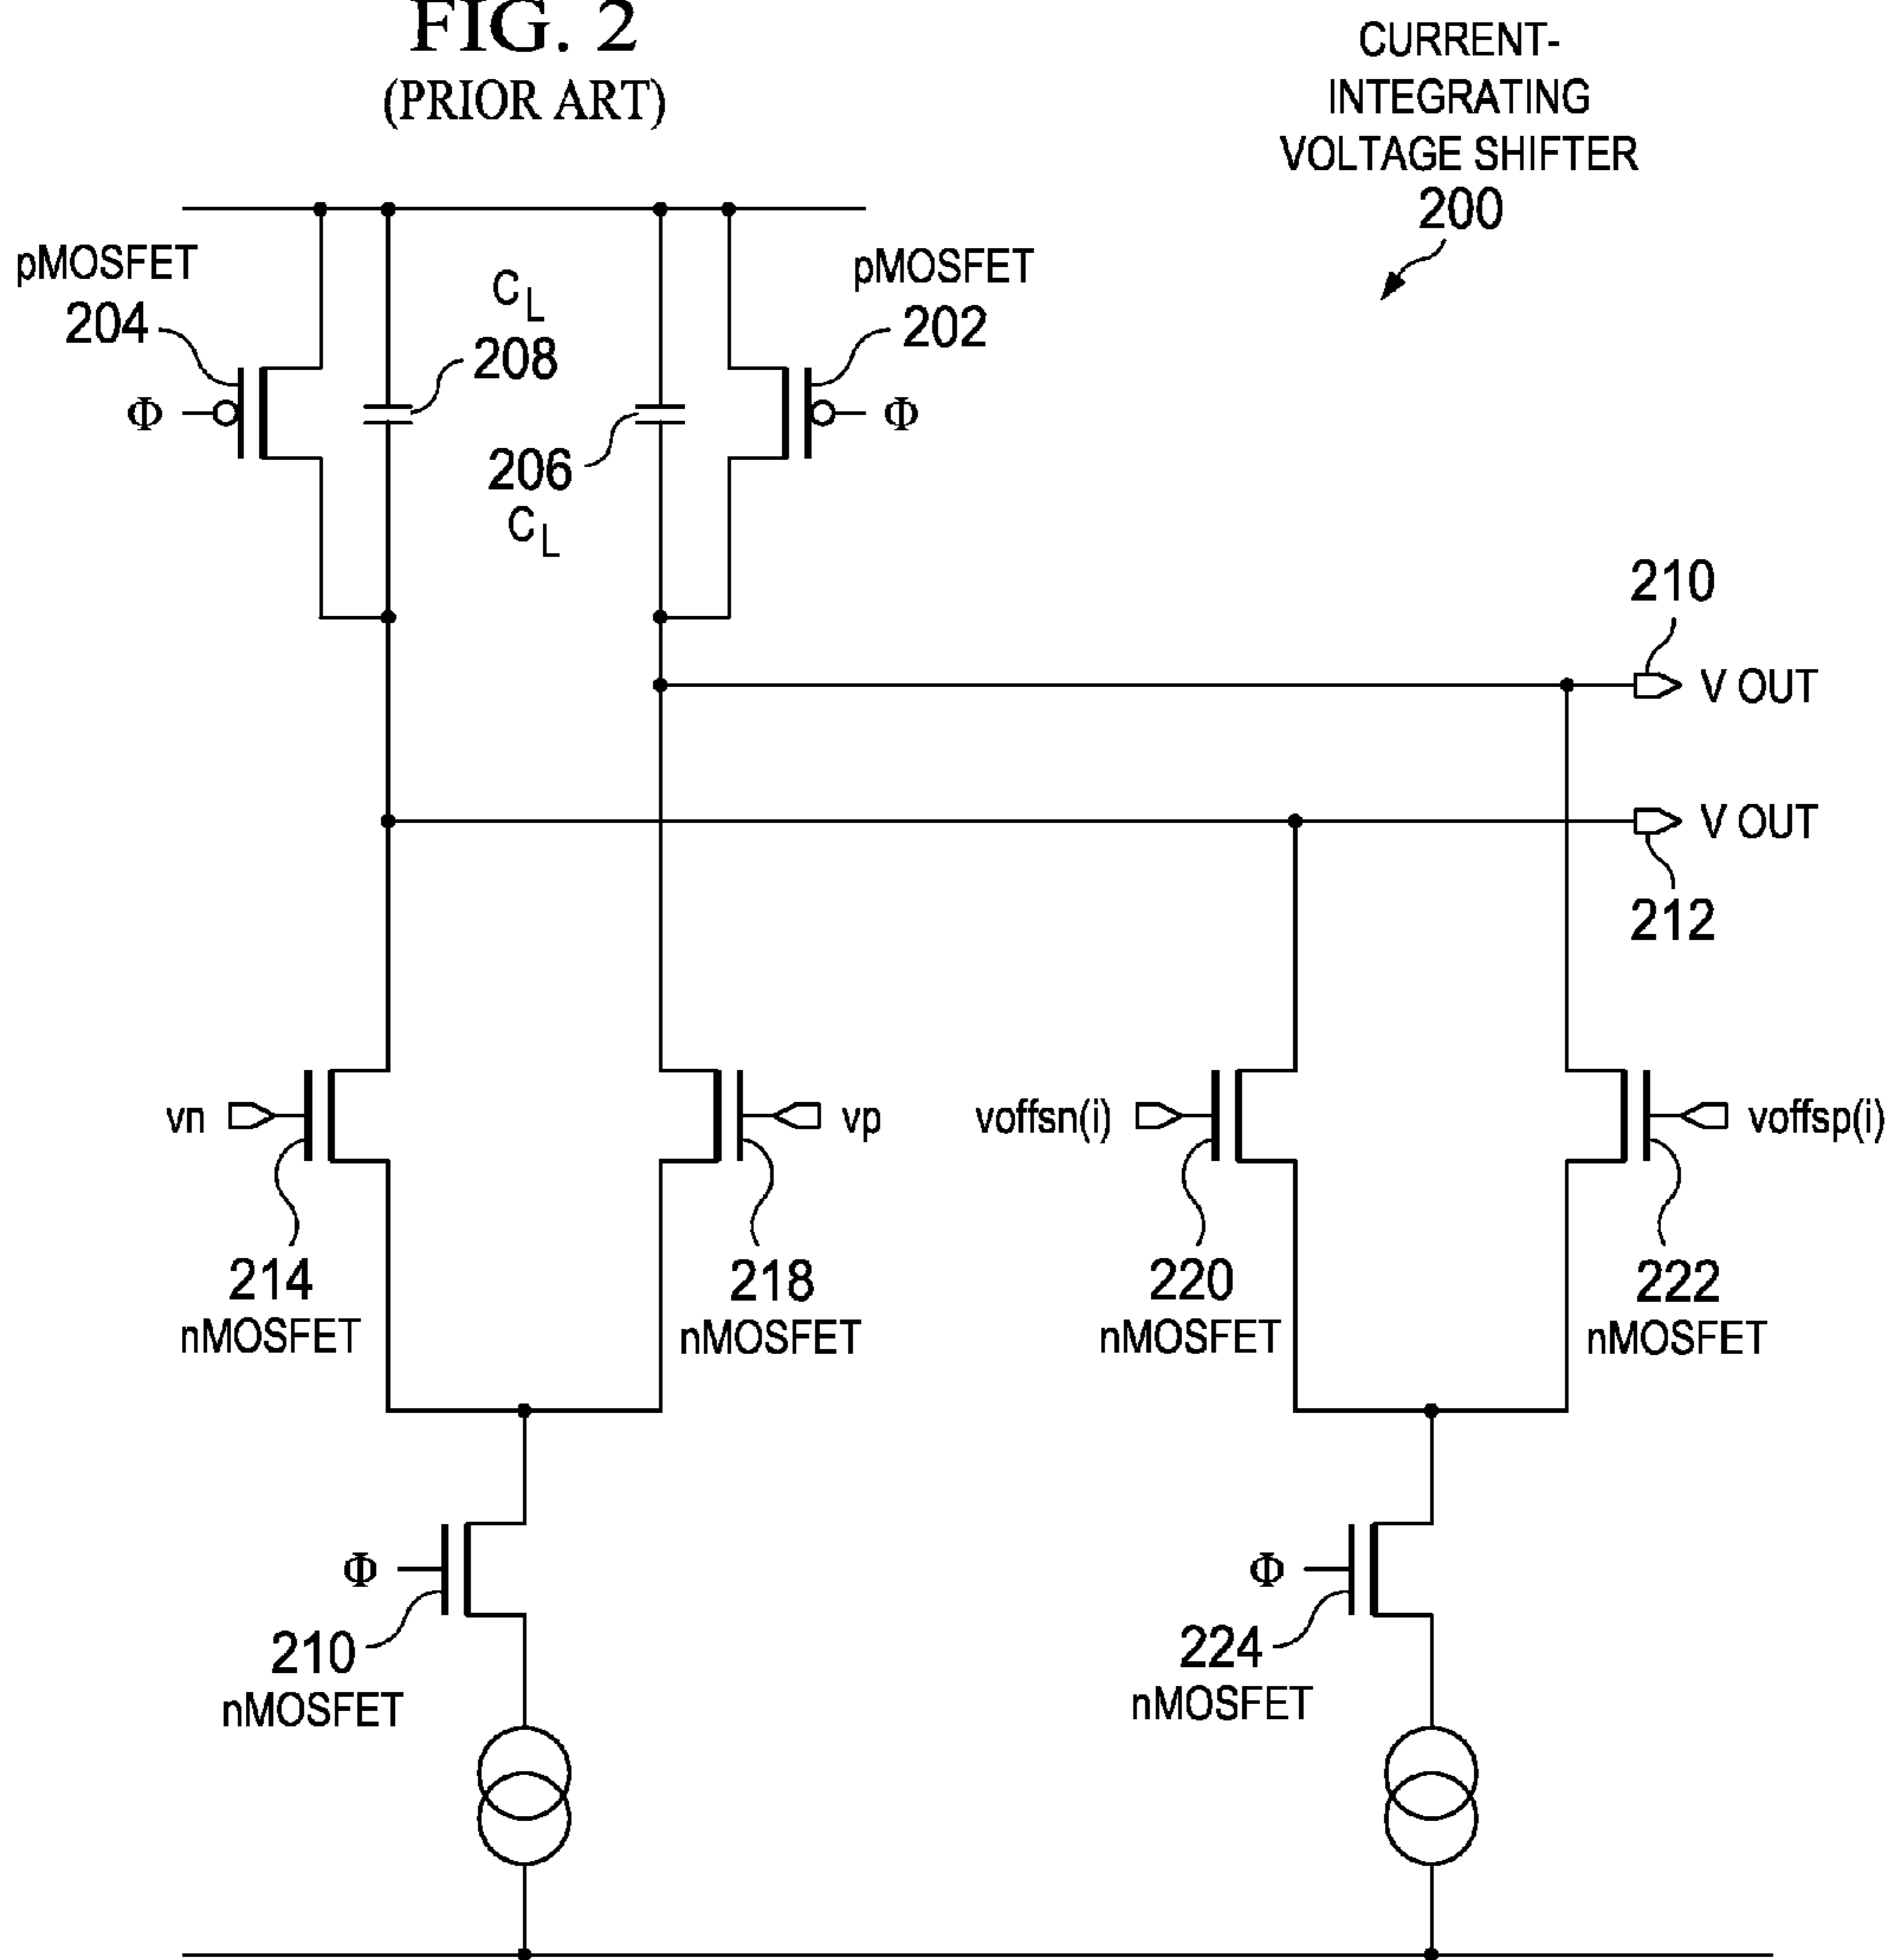 FIG. 2
(PRIOR ART)
CURRENT-
INTEGRATING
VOLTAGE SHIFTER
200
pMOSFET
204
Φ
C L
208
206
C L
pMOSFET
202
Φ
210
V OUT
V OUT
212
vn
214
nMOSFET
vp
218
nMOSFET
voffsn(i)
220
nMOSFET
voffsp(i)
222
nMOSFET
Φ
210
nMOSFET
Φ
224
nMOSFET